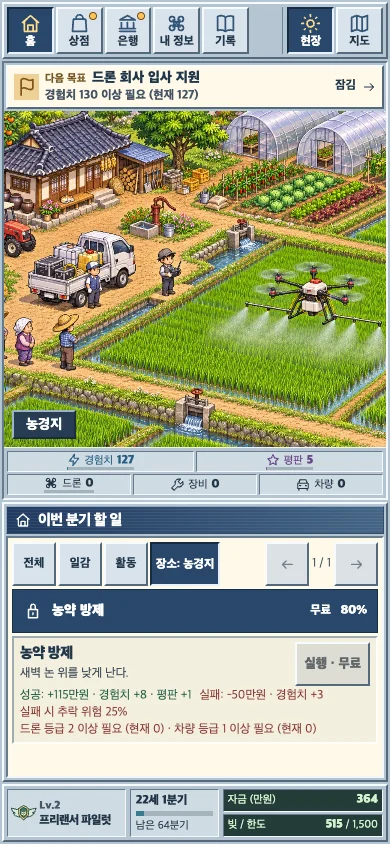 홈
상점
은행
내 정보
기록
현장
지도
다음 목표 드론 회사 입사 지원
경험치 130 이상 필요 (현재 127)
잠김 →
농경지
경험치 127
평판 5
드론 0
장비 0
차량 0
이번 분기 할 일
전체
일감
활동
장소: 농경지
←
1 / 1
→
농약 방제
무료 80%
농약 방제
새벽 논 위를 낮게 난다.
실행 · 무료
성공: +115만원 · 경험치 +8 · 평판 +1 실패: -50만원 · 경험치 +3
실패 시 추락 위험 25%
드론 등급 2 이상 필요 (현재 0) · 차량 등급 1 이상 필요 (현재 0)
Lv.2
프리랜서 파일럿
22세 1분기
남은 64분기
자금 (만원) 364
빚 / 한도 515 / 1,500